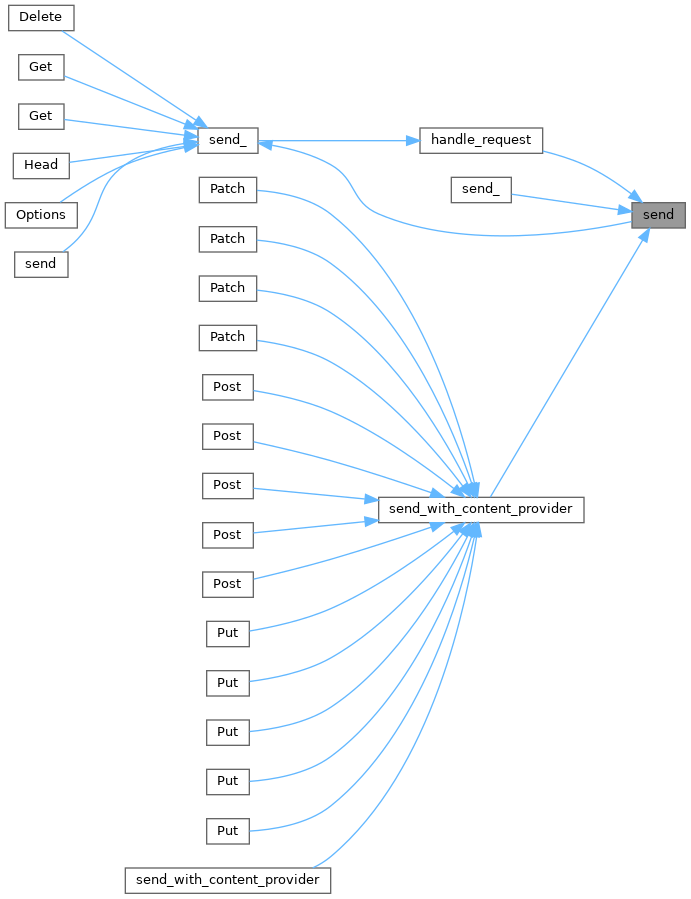 Delete
Get
Get
Head
Options
send
send_
handle_request
send_
send
Patch
Patch
Patch
Patch
Post
Post
Post
Post
Post
send_with_content_provider
Put
Put
Put
Put
Put
send_with_content_provider